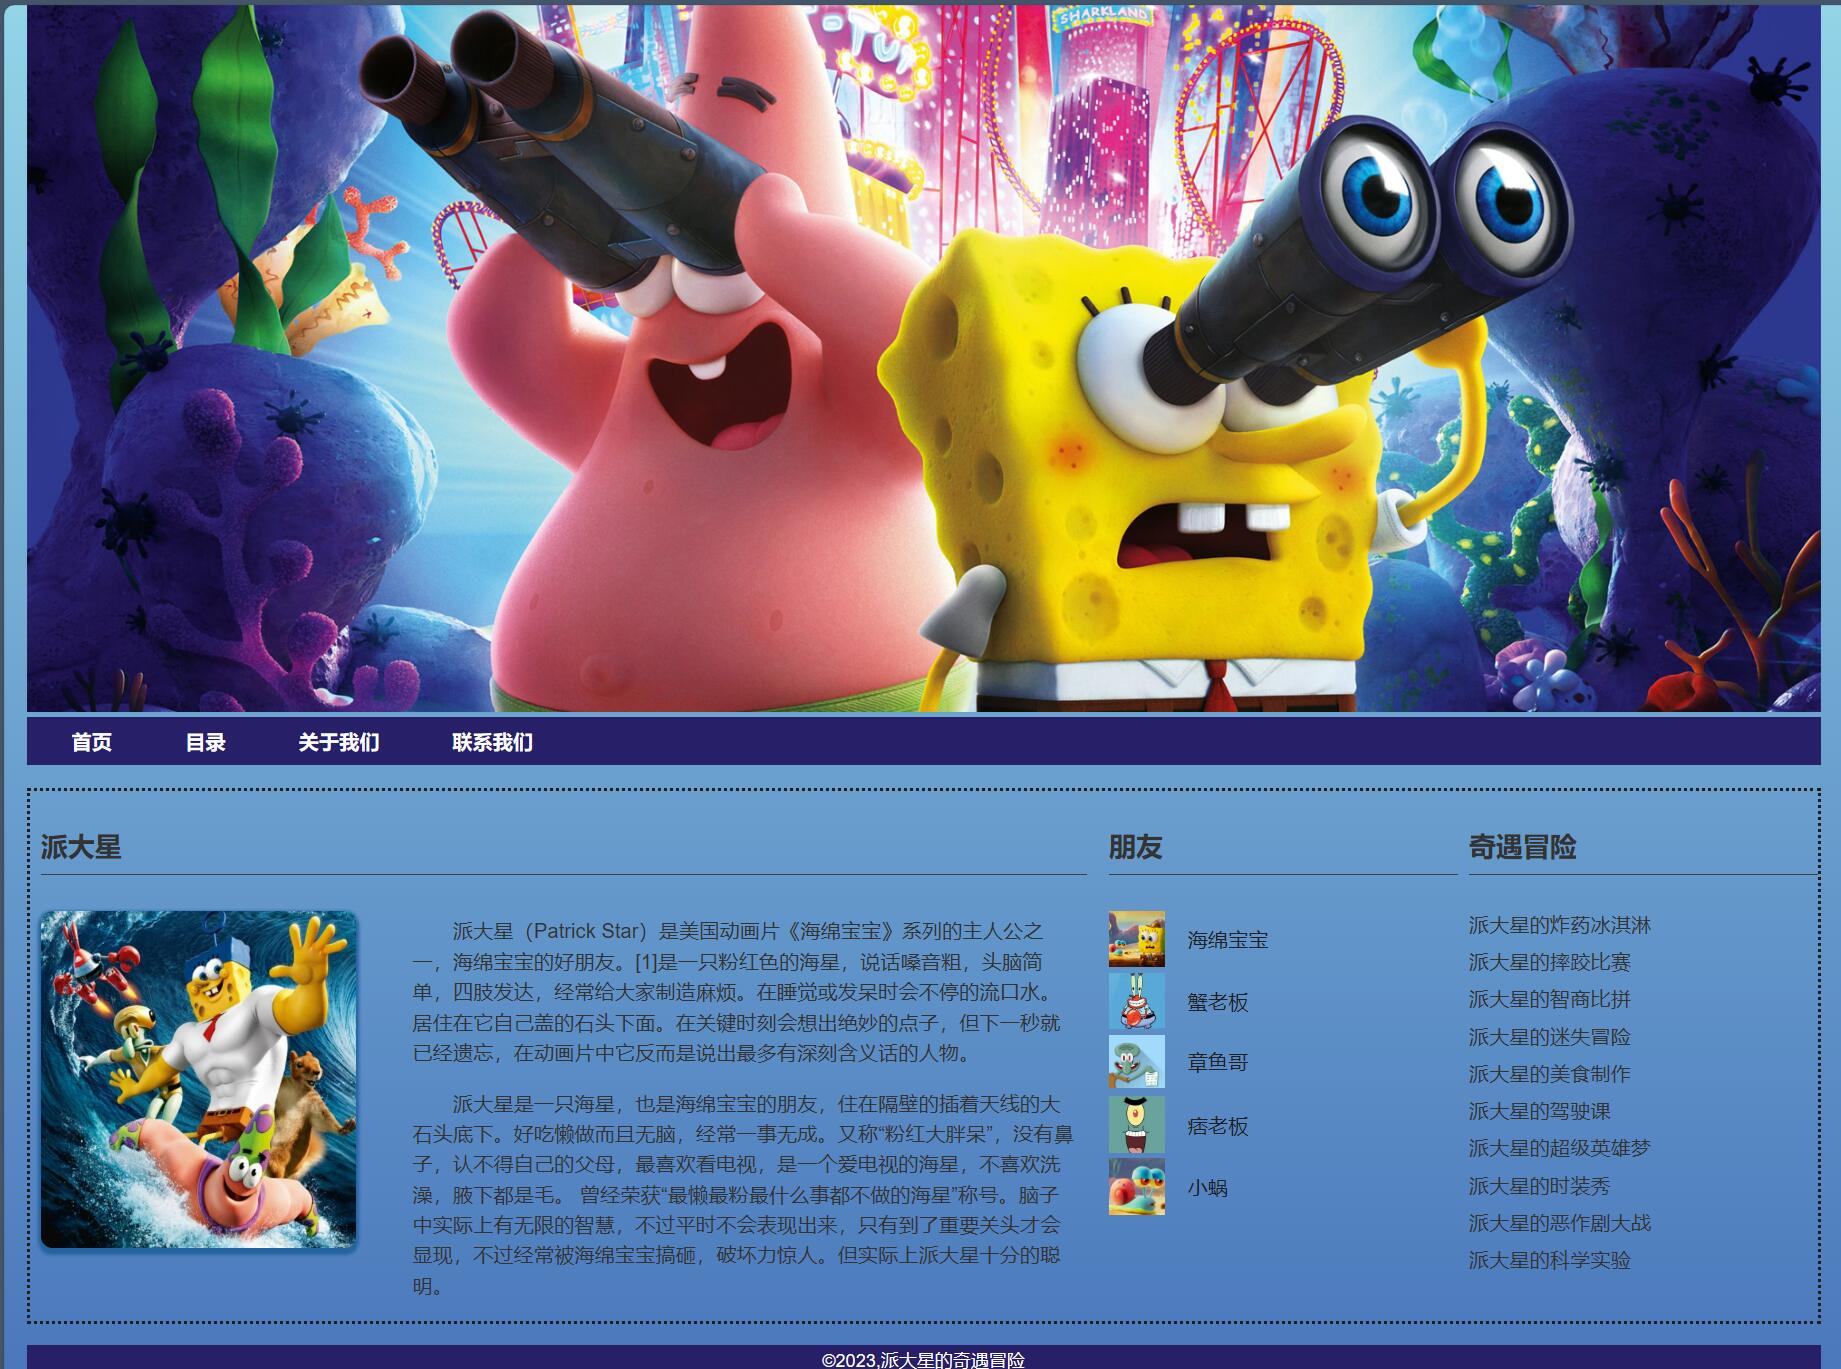 SHARKLAND
首页 目录 关于我们 联系我们
派大星
派大星（Patrick Star）是美国动画片《海绵宝宝》系列的主人公之
一，海绵宝宝的好朋友。[1]是一只粉红色的海星，说话嗓音粗，头脑简
单，四肢发达，经常给大家制造麻烦。在睡觉或发呆时会不停的流口水。
居住在它自己盖的石头下面。在关键时刻会想出绝妙的点子，但下一秒就
已经遗忘，在动画片中它反而是说出最多有深刻含义话的人物。
派大星是一只海星，也是海绵宝宝的朋友，住在隔壁的插着天线的大
石头底下。好吃懒做而且无脑，经常一事无成。又称“粉红大胖呆”，没有鼻
子，认不得自己的父母，最喜欢看电视，是一个爱电视的海星，不喜欢洗
澡，腋下都是毛。 曾经荣获“最懒最粉最什么事都不做的海星”称号。脑子
中实际上有无限的智慧，不过平时不会表现出来，只有到了重要关头才会
显现，不过经常被海绵宝宝搞砸，破坏力惊人。但实际上派大星十分的聪
明。
朋友
海绵宝宝
蟹老板
章鱼哥
痞老板
小蜗
奇遇冒险
派大星的炸药冰淇淋
派大星的摔跤比赛
派大星的智商比拼
派大星的迷失冒险
派大星的美食制作
派大星的驾驶课
派大星的超级英雄梦
派大星的时装秀
派大星的恶作剧大战
派大星的科学实验
©2023,派大星的奇遇冒险